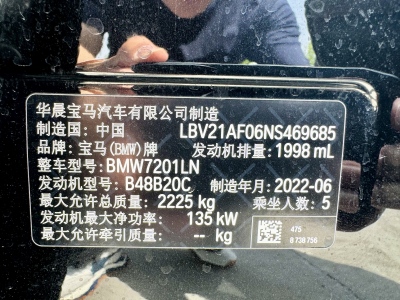 华晨宝马汽车有限公司制造
制造国: 中国 LBV21AF06NS469685
品牌: 宝马(BMW)牌 发动机排量: 1998 mL
整车型号: BMW7201LN
发动机型号: B48B20C 制造年月: 2022-06
最大允许总质量: 2225 kg 乘坐人数: 5
发动机最大净功率: 135 kW
最大允许牵引质量: -- kg
475
8 738 756